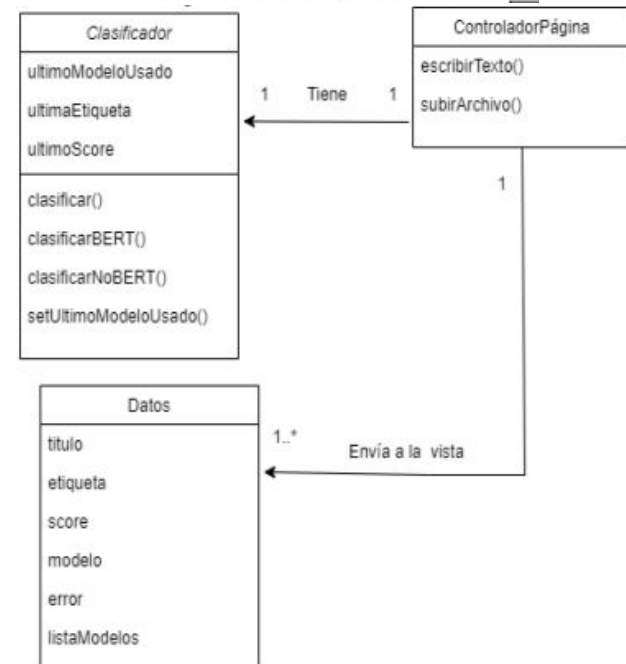 Clasificador
ultimoModeloUsado
ultimaEtiqueta
ultimoScore
clasificar()
clasificarBERT()
clasificarNoBERT()
setUltimoModeloUsado()
1 Tiene 1
ControladorPágina
escribirTexto()
subirArchivo()
1
1..*
Envía a la vista
Datos
titulo
etiqueta
score
modelo
error
listaModelos